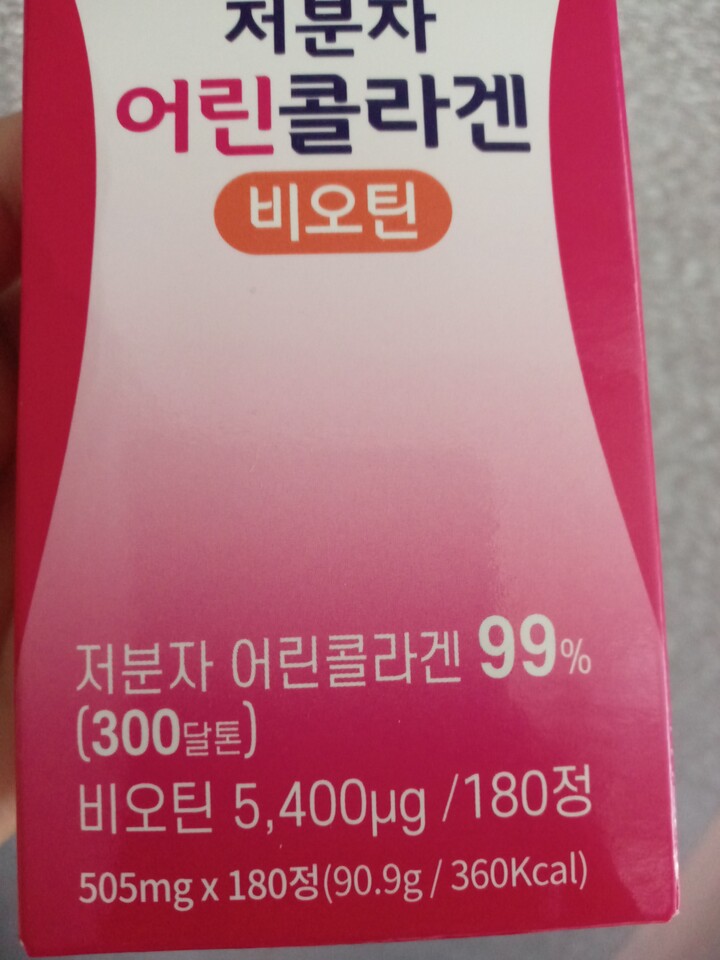 저분자
어린콜라겐
비오틴
저분자 어린콜라겐 99%
(300달톤)
비오틴 5,400μg /180정
505mg x 180정(90.9g / 360Kcal)